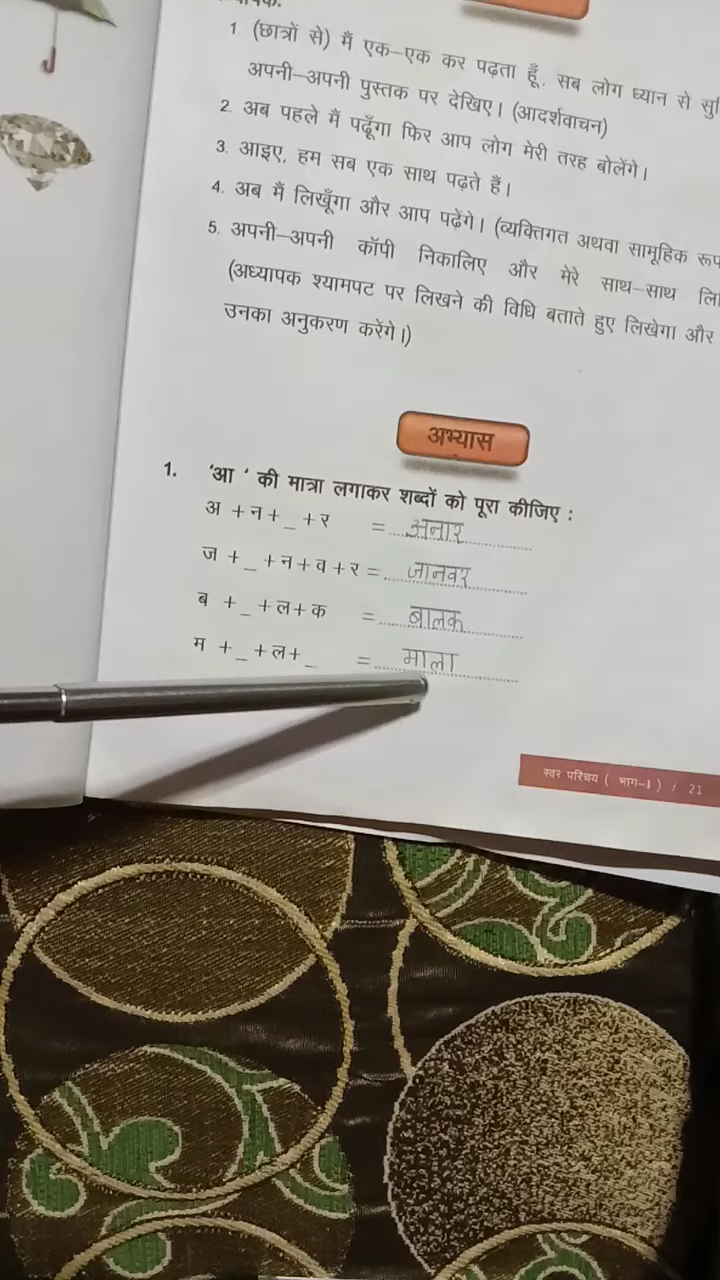 1. (छात्रों से) मैं एक–एक कर पढ़ता हूँ, सब लोग ध्यान से
अपनी–अपनी पुस्तक पर देखिए। (आदर्शवाचन)
2. अब पहले मैं पढूँगा फिर आप लोग मेरी तरह बोलेंगे।
3. आइए, हम सब एक साथ पढ़ते हैं।
4. अब मैं लिखूँगा और आप पढ़ेंगे। (व्यक्तिगत अथवा सामूहिक रूप
5. अपनी–अपनी कॉपी निकालिए और मेरे साथ–साथ
(अध्यापक श्यामपट पर लिखने की विधि बताते हुए लिखेगा और
उनका अनुकरण करेंगे।)
अभ्यास
1. 'आ ' की मात्रा लगाकर शब्दों को पूरा कीजिए :
अ +न+_ +र = अनार
ज +_ +न+व+र = जानवर
ब +_ +ल+क = बालक
म +_ +ल+_ = माला
स्वर परिचय ( भाग–I ) / 21